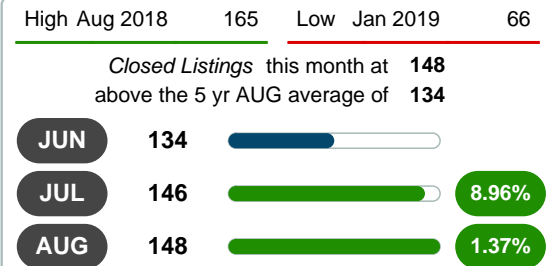 High Aug 2018 165 Low Jan 2019 66
Closed Listings this month at 148
above the 5 yr AUG average of 134
JUN 134
JUL 146 8.96%
AUG 148 1.37%